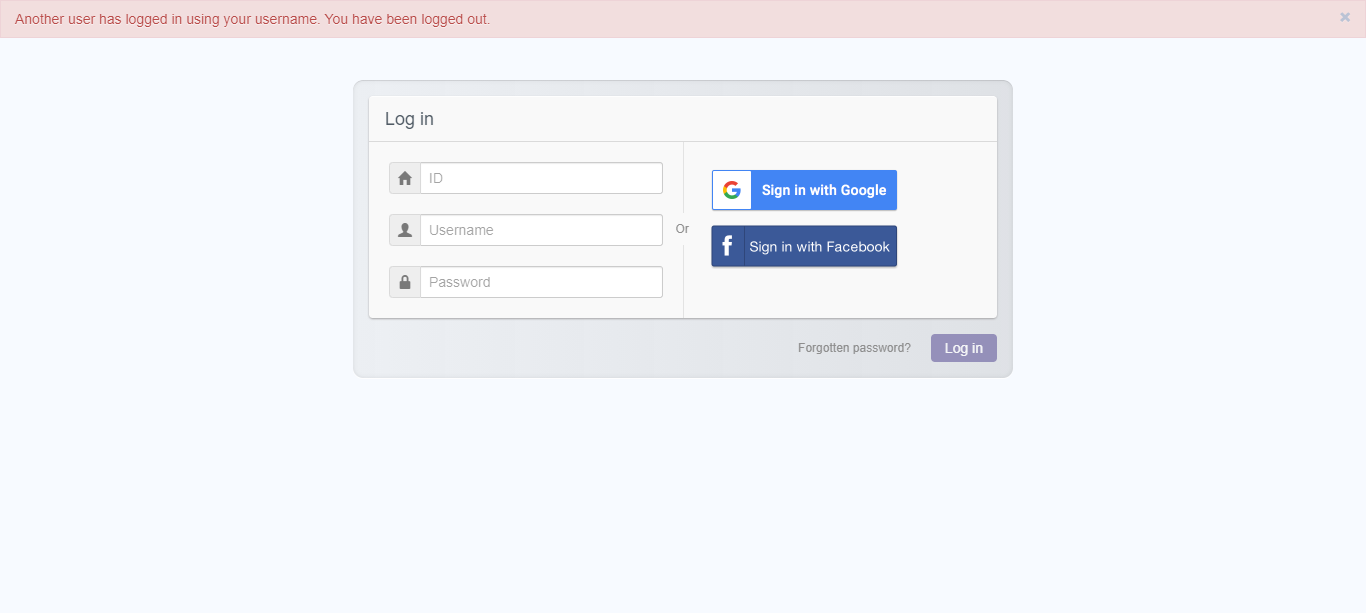 Another user has logged in using your username. You have been logged out.
×
Log in
ID
Username
Password
Or
Sign in with Google
Sign in with Facebook
Forgotten password?
Log in